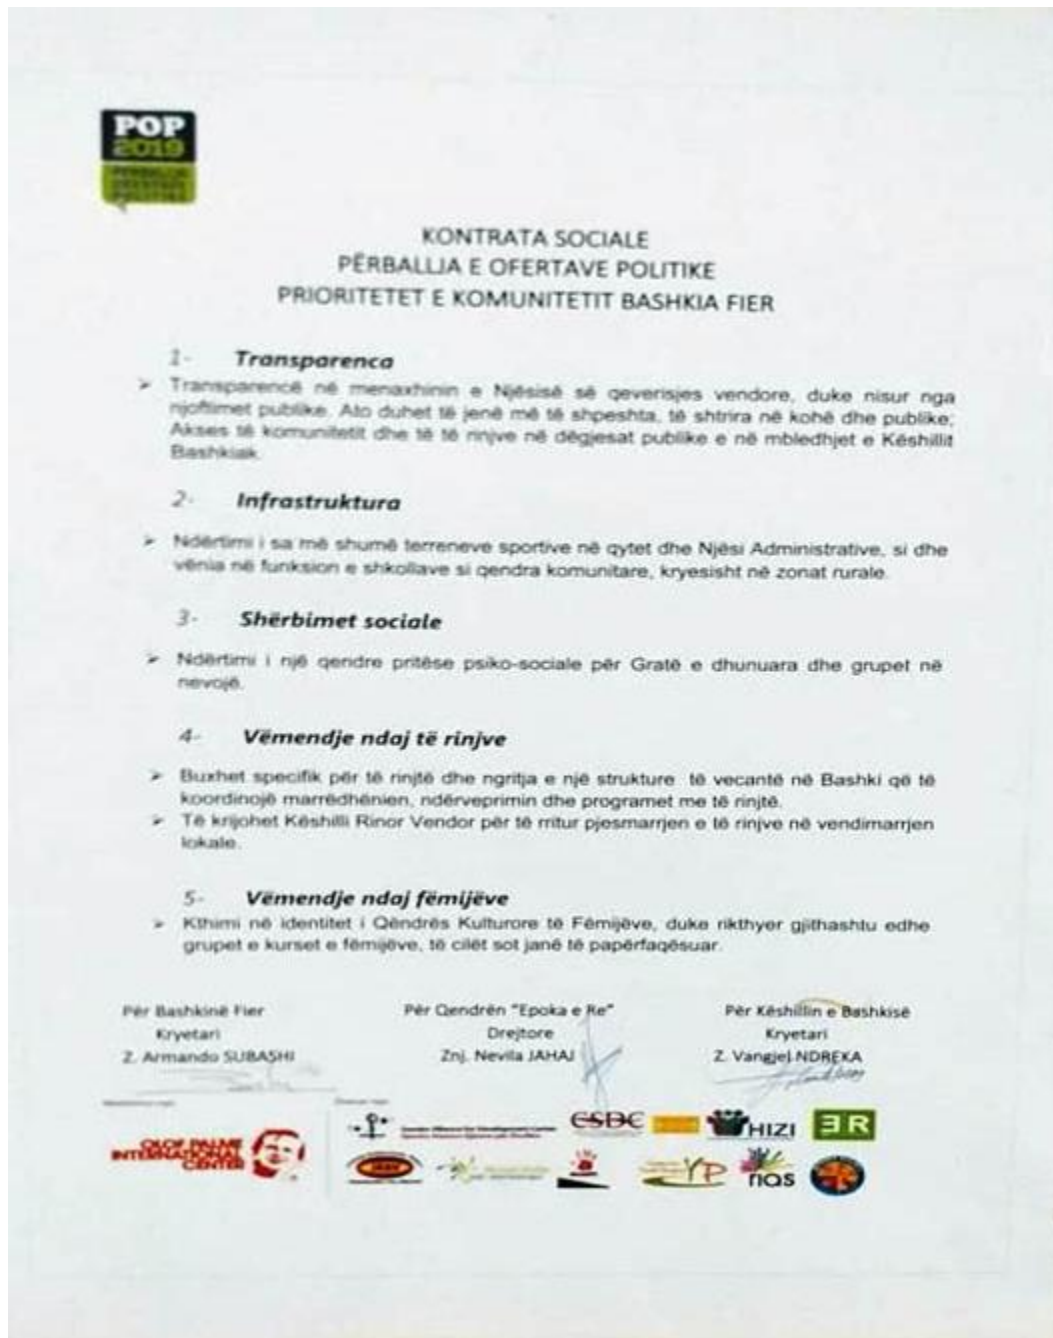 POP
2019
KONTRATA SOCIALE
PËRBALLJA E OFERTAVE POLITIKE
PRIORITETET E KOMUNITETIT BASHKIA FIER
1- Transparenca
➢ Transparencë në menaxhinin e Njësisë së qeverisjes vendore, duke nisur nga
njoftimet publike. Ato duhet të jenë më të shpeshta, të shtrira në kohë dhe publike;
Akses të komunitetit dhe të të rinjve në dëgjesat publike e në mbledhjet e Këshillit
Bashkiak.
2- Infrastruktura
➢ Ndërtimi i sa më shumë terreneve sportive në qytet dhe Njësi Administrative, si dhe
vënia në funksion e shkollave si qendra komunitare, kryesisht në zonat rurale.
3- Shërbimet sociale
➢ Ndërtimi i një qendre pritëse psiko-sociale për Gratë e dhunuara dhe grupet në
nevojë.
4- Vëmendje ndaj të rinjve
➢ Buxhet specifik për të rinjtë dhe ngritja e një strukture të vecantë në Bashki që të
koordinojë marrëdhënien, ndërveprimin dhe programet me të rinjtë.
➢ Të krijohet Këshilli Rinor Vendor për të rritur pjesmarrjen e të rinjve në vendimarrjen
lokale.
5- Vëmendje ndaj fëmijëve
➢ Kthimi në identitet i Qëndrës Kulturore të Fëmijëve, duke rikthyer gjithashtu edhe
grupet e kurset e fëmijëve, të cilët sot janë të papërfaqësuar.
Për Bashkinë Fier Për Qendrën "Epoka e Re" Për Këshillin e Bashkisë
Kryetari Drejtore Kryetari
Z. Armando SUBASHI Znj. Nevila JAHAJ Z. Vangjel NDREKA
OLOF PALME
INTERNATIONAL
CENTER
CSDC
HIZI
ЗR
YP
nas